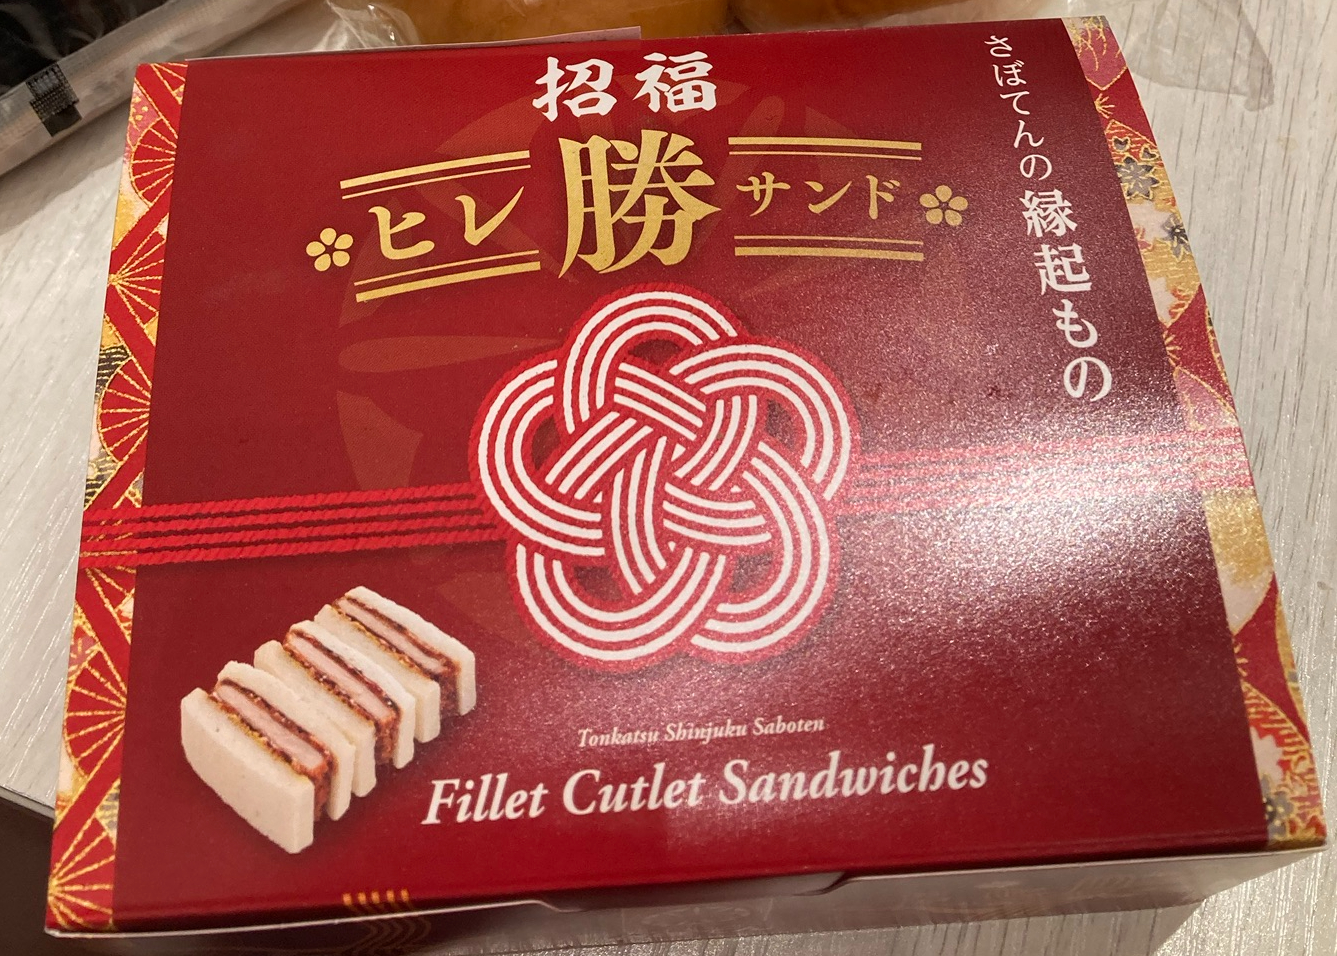 招福
ヒレ勝サンド
さぼてんの縁起もの
Tonkatsu Shinjuku Saboten
Fillet Cutlet Sandwiches